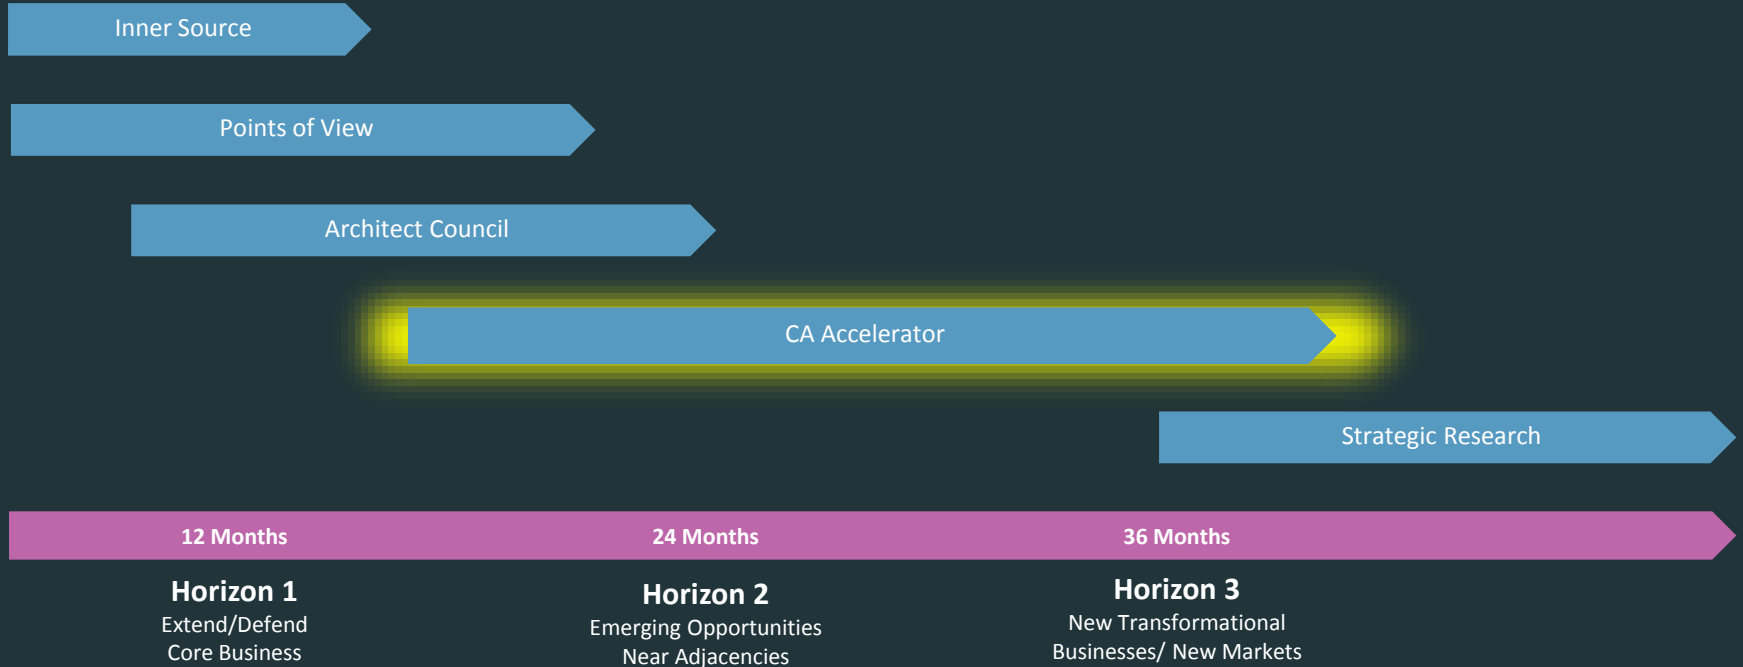 Inner Source
Points of View
Architect Council
CA Accelerator
Strategic Research
12 Months
24 Months
36 Months
Horizon 1
Extend/Defend
Core Business
Horizon 2
Emerging Opportunities
Near Adjacencies
Horizon 3
New Transformational
Businesses/ New Markets